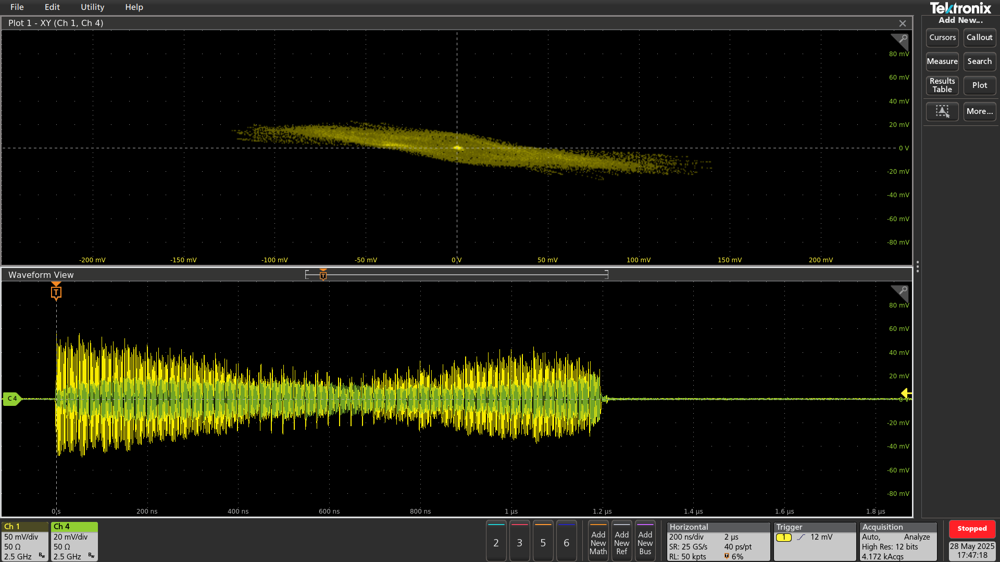 File Edit Utility Help
Tektronix
Add New...
Plot 1 - XY (Ch 1, Ch 4)
Cursors Callout
Measure Search
Results Table Plot
More...
80 mV
60 mV
40 mV
20 mV
0 V
-20 mV
-40 mV
-60 mV
-80 mV
-200 mV -150 mV -100 mV -50 mV 0 V 50 mV 100 mV 150 mV 200 mV
Waveform View
T
T
80 mV
60 mV
40 mV
20 mV
C 4
0 V
-20 mV
-40 mV
-60 mV
-80 mV
0 s 200 ns 400 ns 600 ns 800 ns 1 µs 1.2 µs 1.4 µs 1.6 µs 1.8 µs
Ch 1
50 mV/div
50 Ω
2.5 GHz Bw
Ch 4
20 mV/div
50 Ω
2.5 GHz Bw
2 3 5 6
Add New Math
Add New Ref
Add New Bus
Horizontal
200 ns/div 2 µs
SR: 25 GS/s 40 ps/pt
RL: 50 kpts T 6%
Trigger
1 12 mV
Acquisition
Auto, Analyze
High Res: 12 bits
4.172 kAcqs
Stopped
28 May 2025
17:47:18